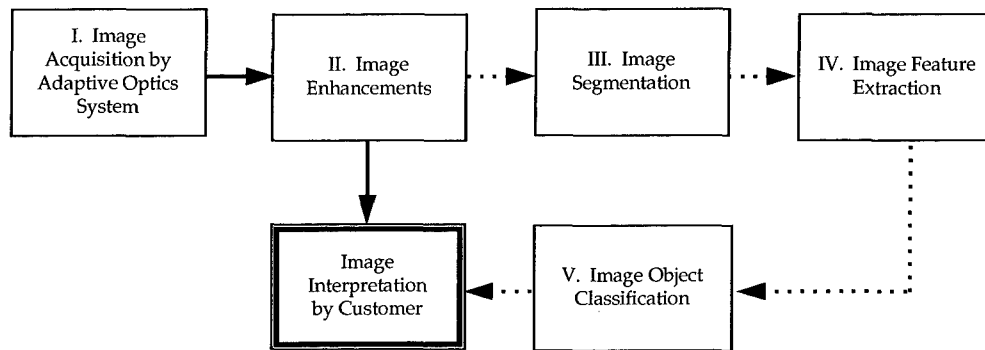 I. Image
Acquisition by
Adaptive Optics
System
II. Image
Enhancements
III. Image
Segmentation
IV. Image Feature
Extraction
Image
Interpretation
by Customer
V. Image Object
Classification